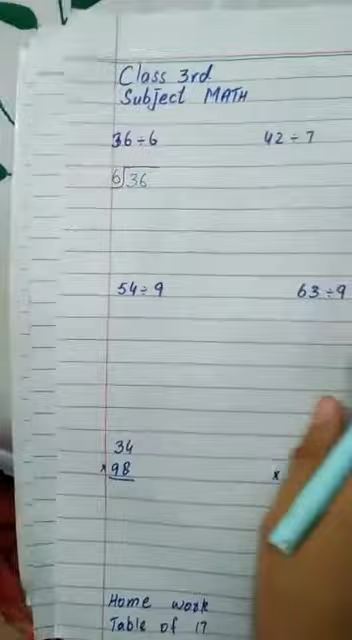 Class 3rd
Subject MATH
36 ÷ 6 42 ÷ 7
6)36
54 ÷ 9 63 ÷ 9
34
× 98 ×
Home work
Table of 17